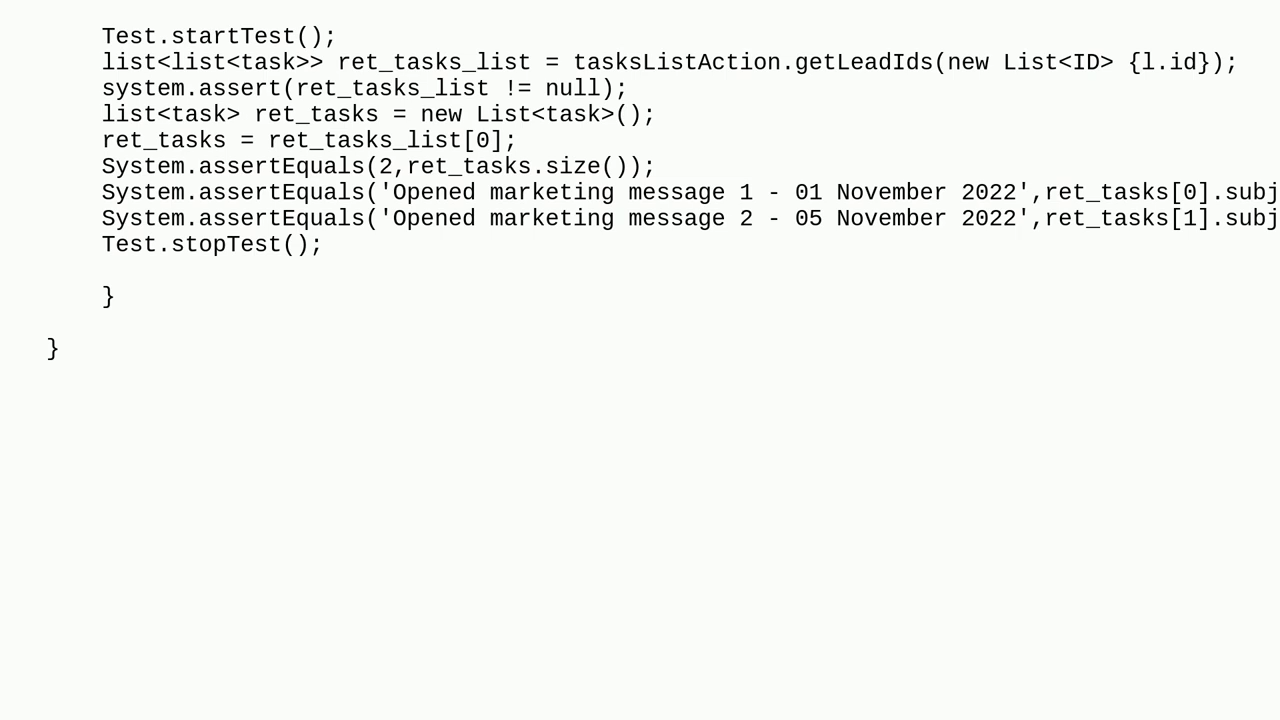 Test.startTest();
list<list<task>> ret_tasks_list = tasksListAction.getLeadIds(new List<ID> {l.id});
system.assert(ret_tasks_list != null);
list<task> ret_tasks = new List<task>();
ret_tasks = ret_tasks_list[0];
System.assertEquals(2,ret_tasks.size());
System.assertEquals('Opened marketing message 1 - 01 November 2022',ret_tasks[0].subj
System.assertEquals('Opened marketing message 2 - 05 November 2022',ret_tasks[1].subj
Test.stopTest();
}
}